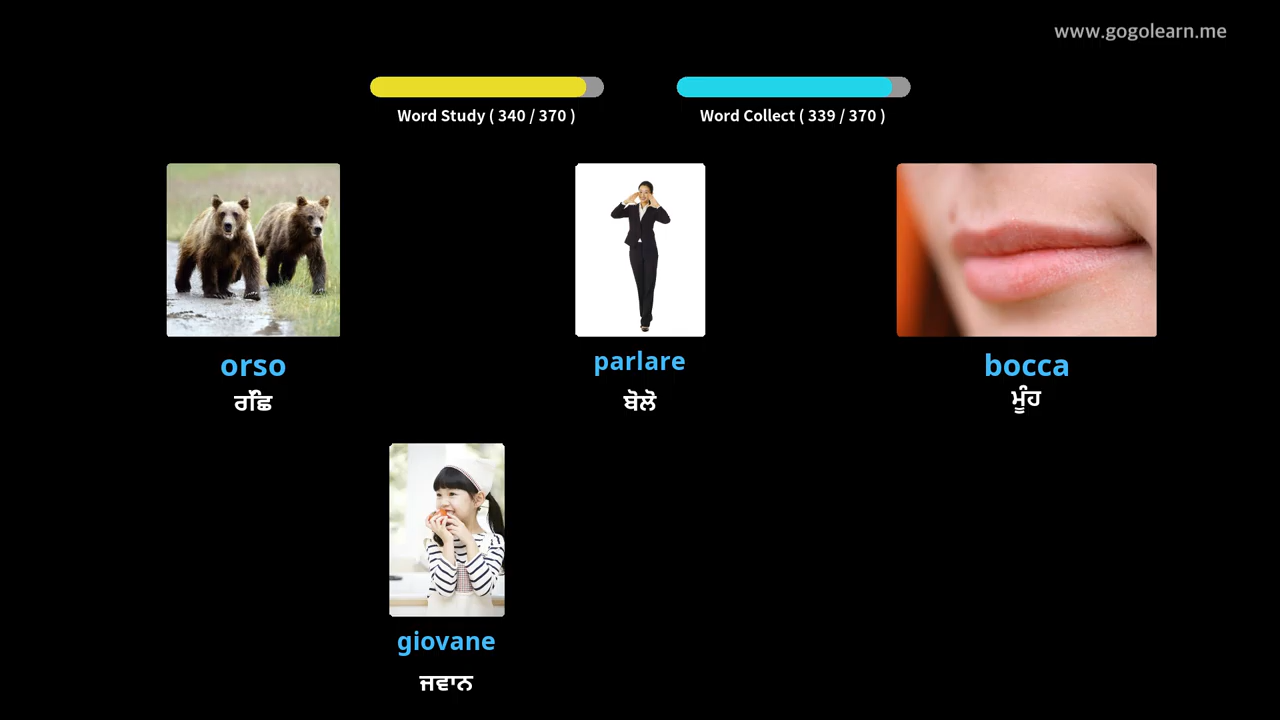 www.gogolearn.me
Word Study ( 340 / 370 )
Word Collect ( 339 / 370 )
orso
ਰਿੱਛ
parlare
ਬੋਲੋ
bocca
ਮੂੰਹ
giovane
ਜਵਾਨ